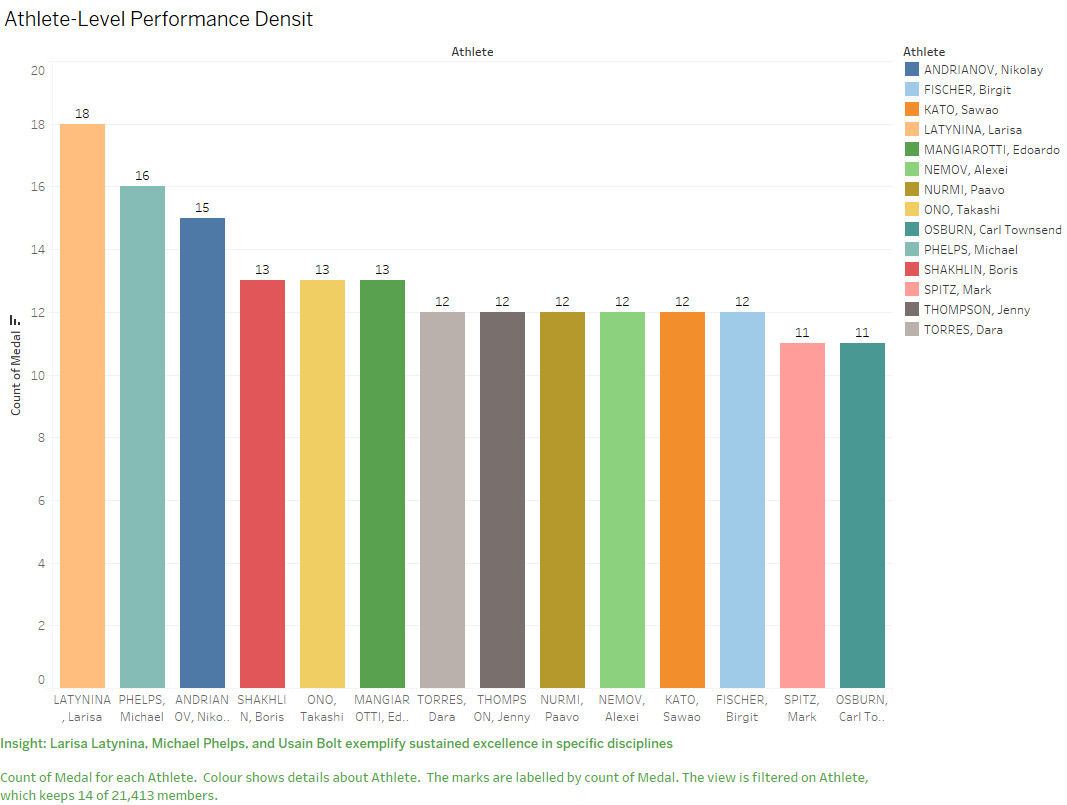 Athlete-Level Performance Densit
Athlete
20
18
16
14
12
10
8
6
4
2
0
Count of Medal
18
16
15
13
13
13
12
12
12
12
12
12
11
11
LATYNINA
, Larisa
PHELPS,
Michael
ANDRIAN
OV, Niko..
SHAKHLI
N, Boris
ONO,
Takashi
MANGIAR
OTTI, Ed..
TORRES,
Dara
THOMPS
ON, Jenny
NURMI,
Paavo
NEMOV,
Alexei
KATO,
Sawao
FISCHER,
Birgit
SPITZ,
Mark
OSBURN,
Carl To..
Athlete
ANDRIANOV, Nikolay
FISCHER, Birgit
KATO, Sawao
LATYNINA, Larisa
MANGIAROTTI, Edoardo
NEMOV, Alexei
NURMI, Paavo
ONO, Takashi
OSBURN, Carl Townsend
PHELPS, Michael
SHAKHLIN, Boris
SPITZ, Mark
THOMPSON, Jenny
TORRES, Dara
Insight: Larisa Latynina, Michael Phelps, and Usain Bolt exemplify sustained excellence in specific disciplines
Count of Medal for each Athlete.  Colour shows details about Athlete.  The marks are labelled by count of Medal. The view is filtered on Athlete,
which keeps 14 of 21,413 members.